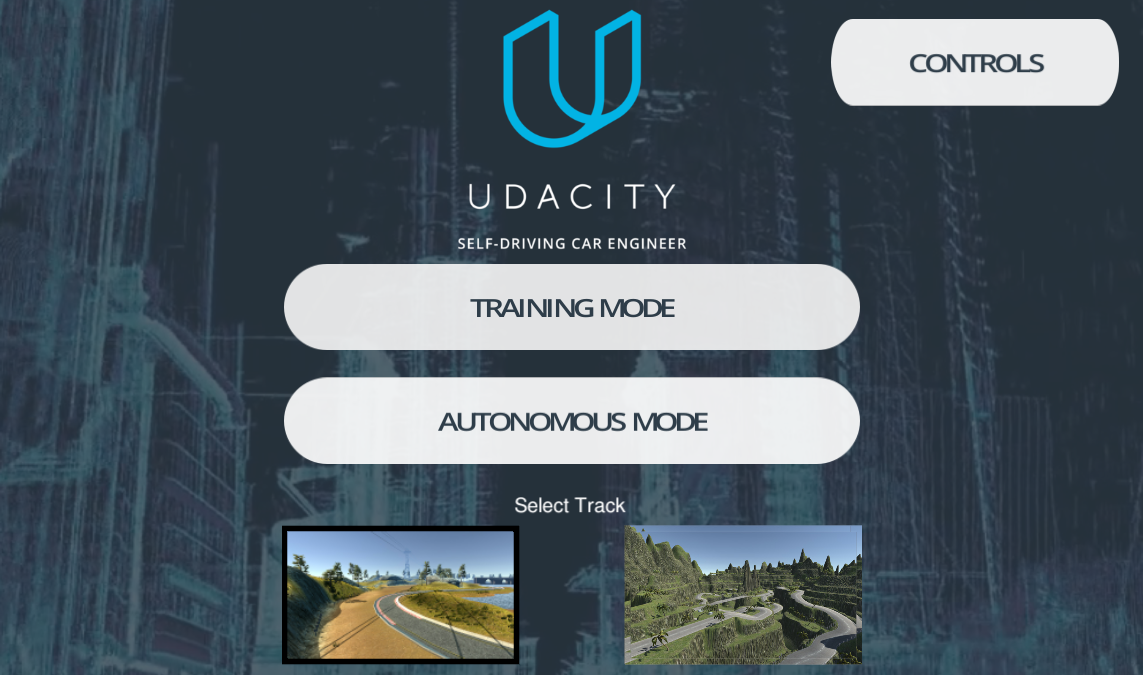 CONTROLS
UDACITY
SELF-DRIVING CAR ENGINEER
TRAINING MODE
AUTONOMOUS MODE
Select Track